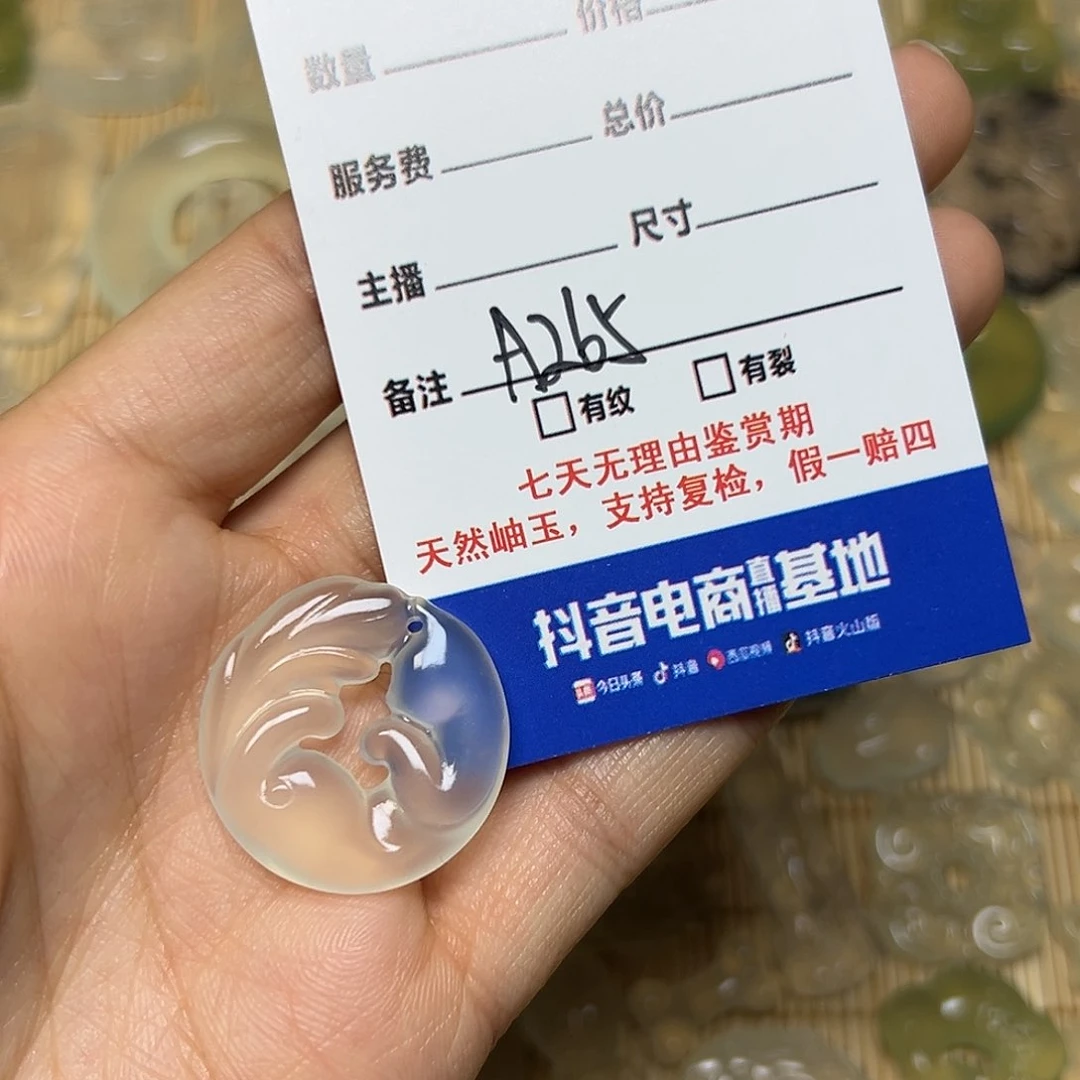 数量 价格
服务费 总价
主播 尺寸
备注 A265
□有纹 □有裂
七天无理由鉴赏期
天然岫玉，支持复检，假一赔四
抖音电商直播基地
今日头条 抖音 西瓜视频 抖音火山版